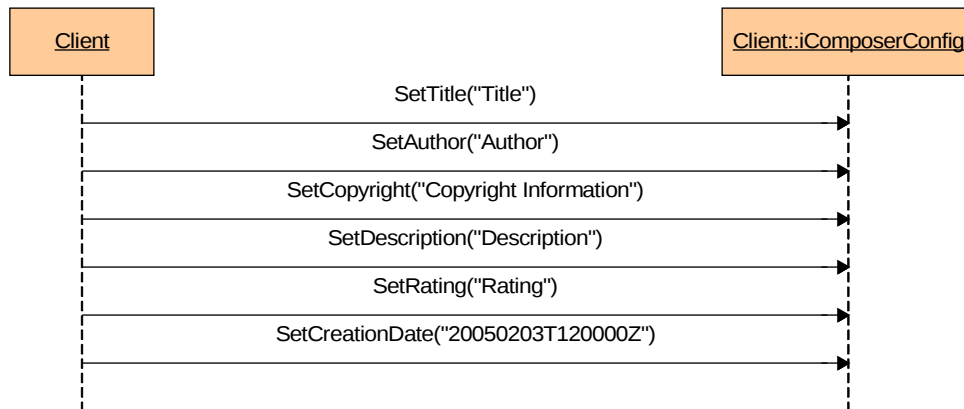 Client
Client::iComposerConfig
SetTitle("Title")
SetAuthor("Author")
SetCopyright("Copyright Information")
SetDescription("Description")
SetRating("Rating")
SetCreationDate("20050203T120000Z")